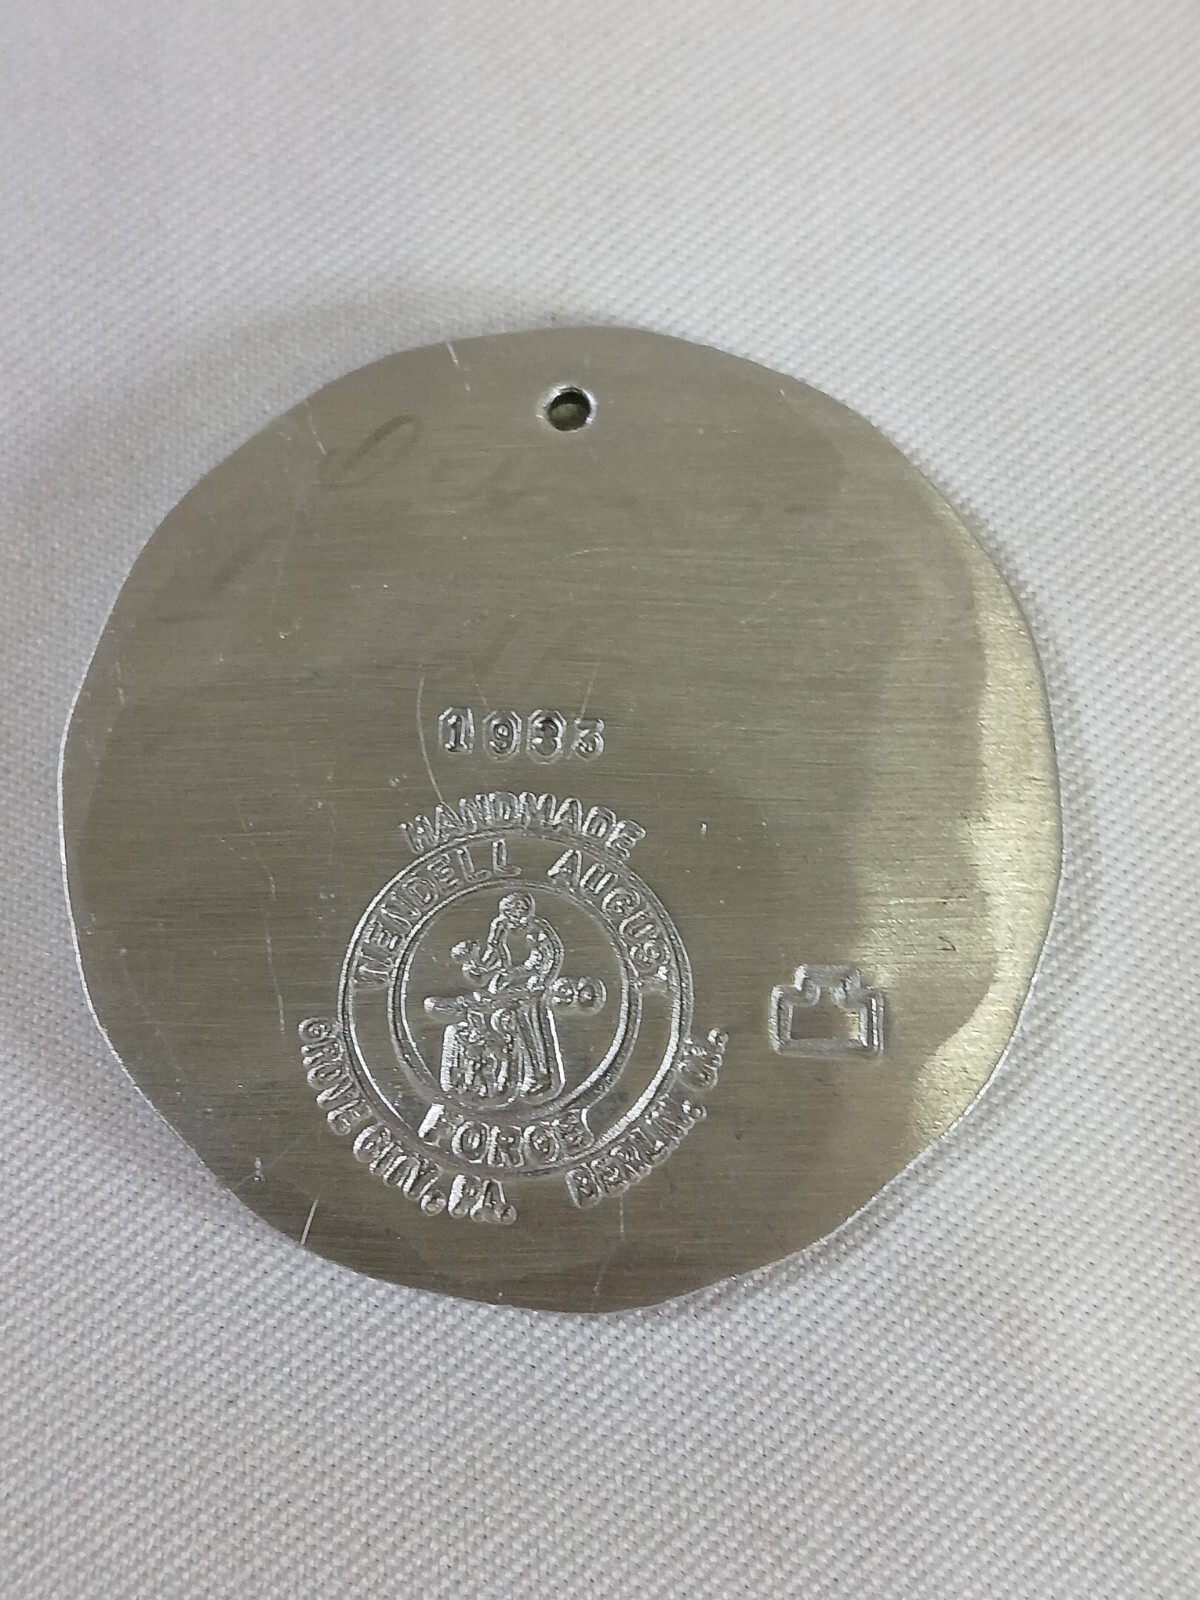 1983
HANDMADE
WENDELL AUGUST
FORGE
GROVE CITY, PA.
BERLIN, OH.